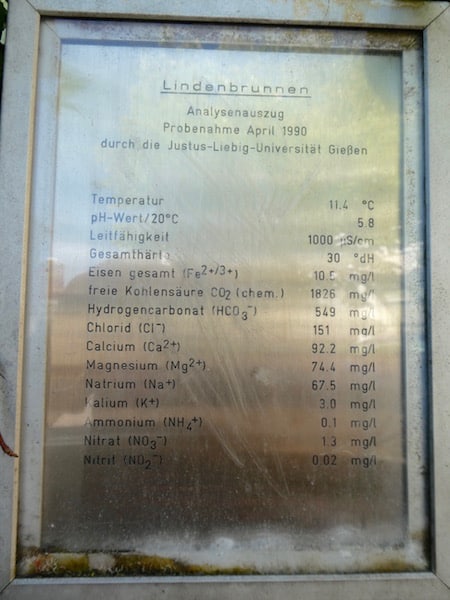 Lindenbrunnen
Analysenauszug
Probenahme April 1990
durch die Justus-Liebig-Universität Gießen
Temperatur 11.4 °C
pH-Wert/20°C 5.8
Leitfähigkeit 1000 µS/cm
Gesamthärte 30 °dH
Eisen gesamt (Fe²⁺/³⁺) 10.5 mg/l
freie Kohlensäure CO₂ (chem.) 1826 mg/l
Hydrogencarbonat (HCO₃⁻) 549 mg/l
Chlorid (Cl⁻) 151 mg/l
Calcium (Ca²⁺) 92.2 mg/l
Magnesium (Mg²⁺) 74.4 mg/l
Natrium (Na⁺) 67.5 mg/l
Kalium (K⁺) 3.0 mg/l
Ammonium (NH₄⁺) 0.1 mg/l
Nitrat (NO₃⁻) 1.3 mg/l
Nitrit (NO₂⁻) 0.02 mg/l